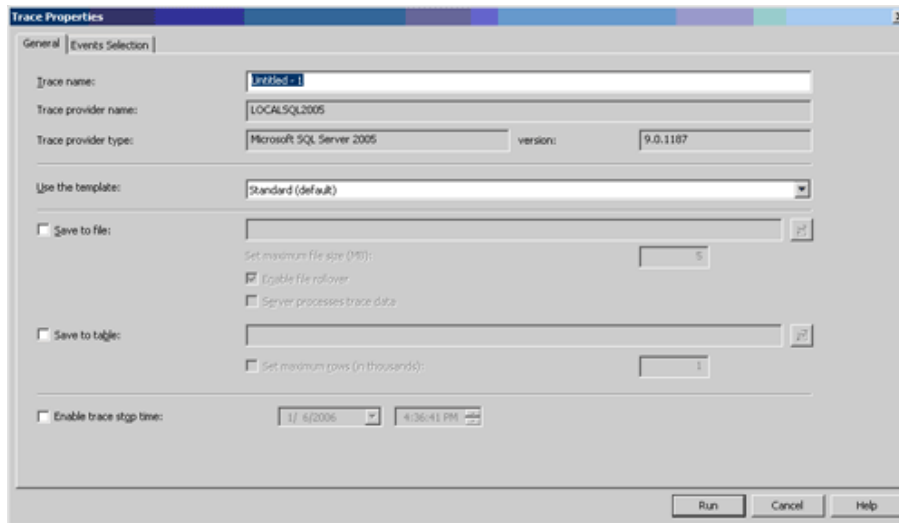 Trace Properties
General Events Selection
Trace name: Untitled - 1
Trace provider name: LOCALSQL2005
Trace provider type: Microsoft SQL Server 2005 version: 9.0.1187
Use the template: Standard (default)
Save to file:
Set maximum file size (MB): 5
Enable file rollover
Server processes trace data
Save to table:
Set maximum rows (in thousands): 1
Enable trace stop time: 1/ 6/2006 4:36:41 PM
Run Cancel Help